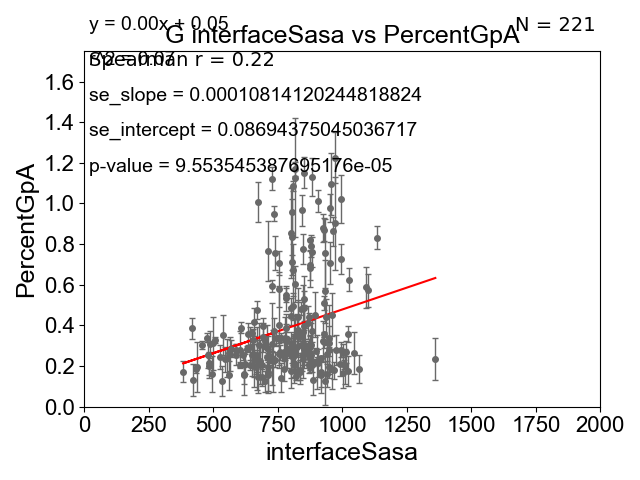 y = 0.00x + 0.05
N = 221
G interfaceSasa vs PercentGpA
Spearman r = 0.22
se_slope = 0.00010814120244818824
se_intercept = 0.08694375045036717
p-value = 9.553545387695176e-05
PercentGpA
1.6
1.4
1.2
1.0
0.8
0.6
0.4
0.2
0.0
0 250 500 750 1000 1250 1500 1750 2000
interfaceSasa